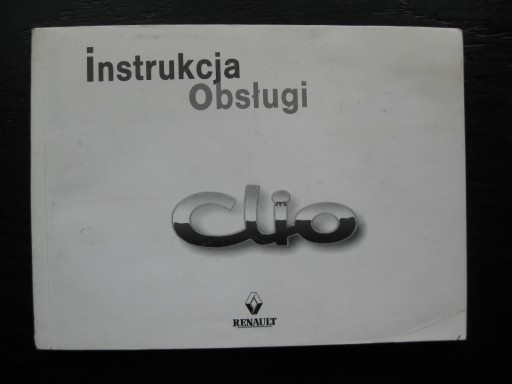 instrukcja
obsługi
Clio
RENAULT